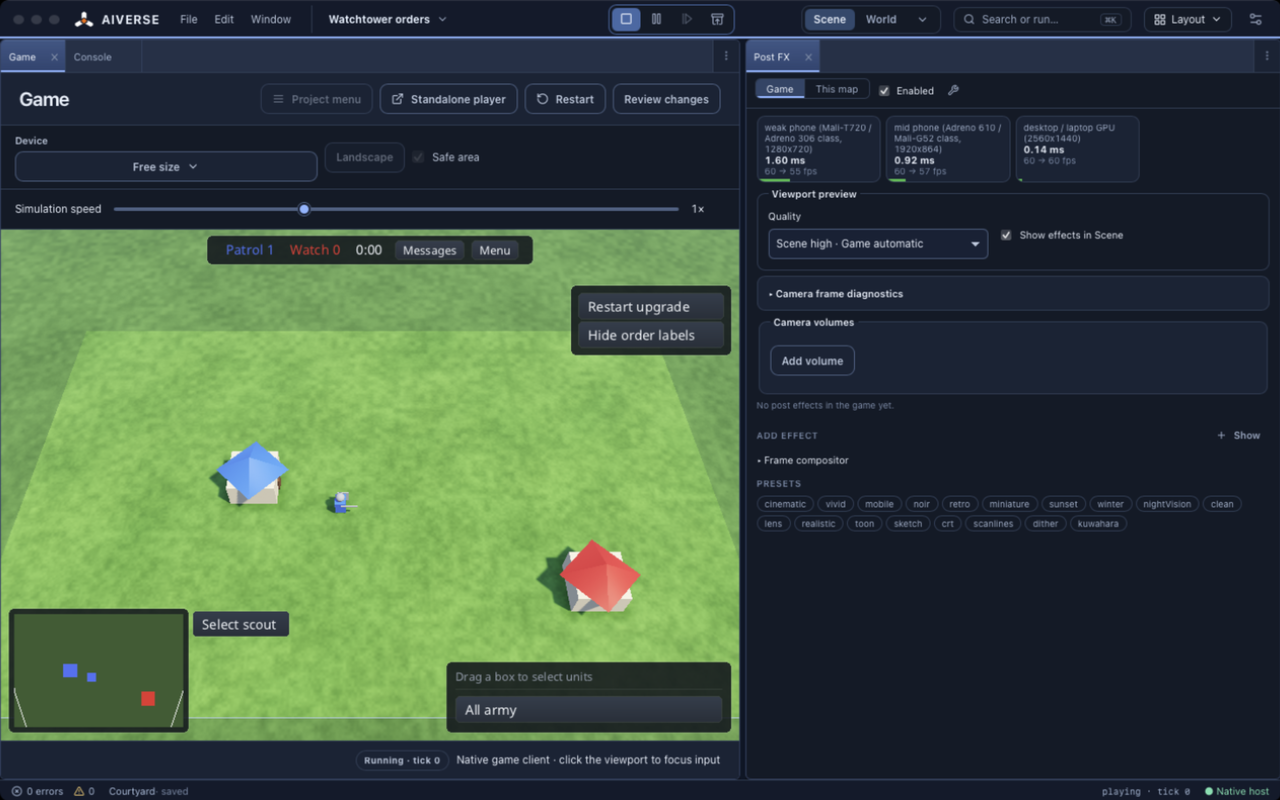 AIVERSE File Edit Window Watchtower orders Scene World Search or run... ⌘K Layout
Game × Console
Post FX ×
Game
Project menu Standalone player Restart Review changes
Device
Free size Landscape Safe area
Simulation speed 1×
Patrol 1 Watch 0 0:00 Messages Menu
Restart upgrade
Hide order labels
Select scout
Drag a box to select units
All army
Running · tick 0 Native game client · click the viewport to focus input
Game This map Enabled
weak phone (Mali-T720 /
Adreno 306 class,
1280x720)
1.60 ms
60 → 55 fps
mid phone (Adreno 610 /
Mali-G52 class,
1920x864)
0.92 ms
60 → 57 fps
desktop / laptop GPU
(2560x1440)
0.14 ms
60 → 60 fps
Viewport preview
Quality
Scene high · Game automatic Show effects in Scene
Camera frame diagnostics
Camera volumes
Add volume
No post effects in the game yet.
ADD EFFECT + Show
Frame compositor
PRESETS
cinematic vivid mobile noir retro miniature sunset winter nightVision clean
lens realistic toon sketch crt scanlines dither kuwahara
0 errors 0 Courtyard · saved playing · tick 0 Native host